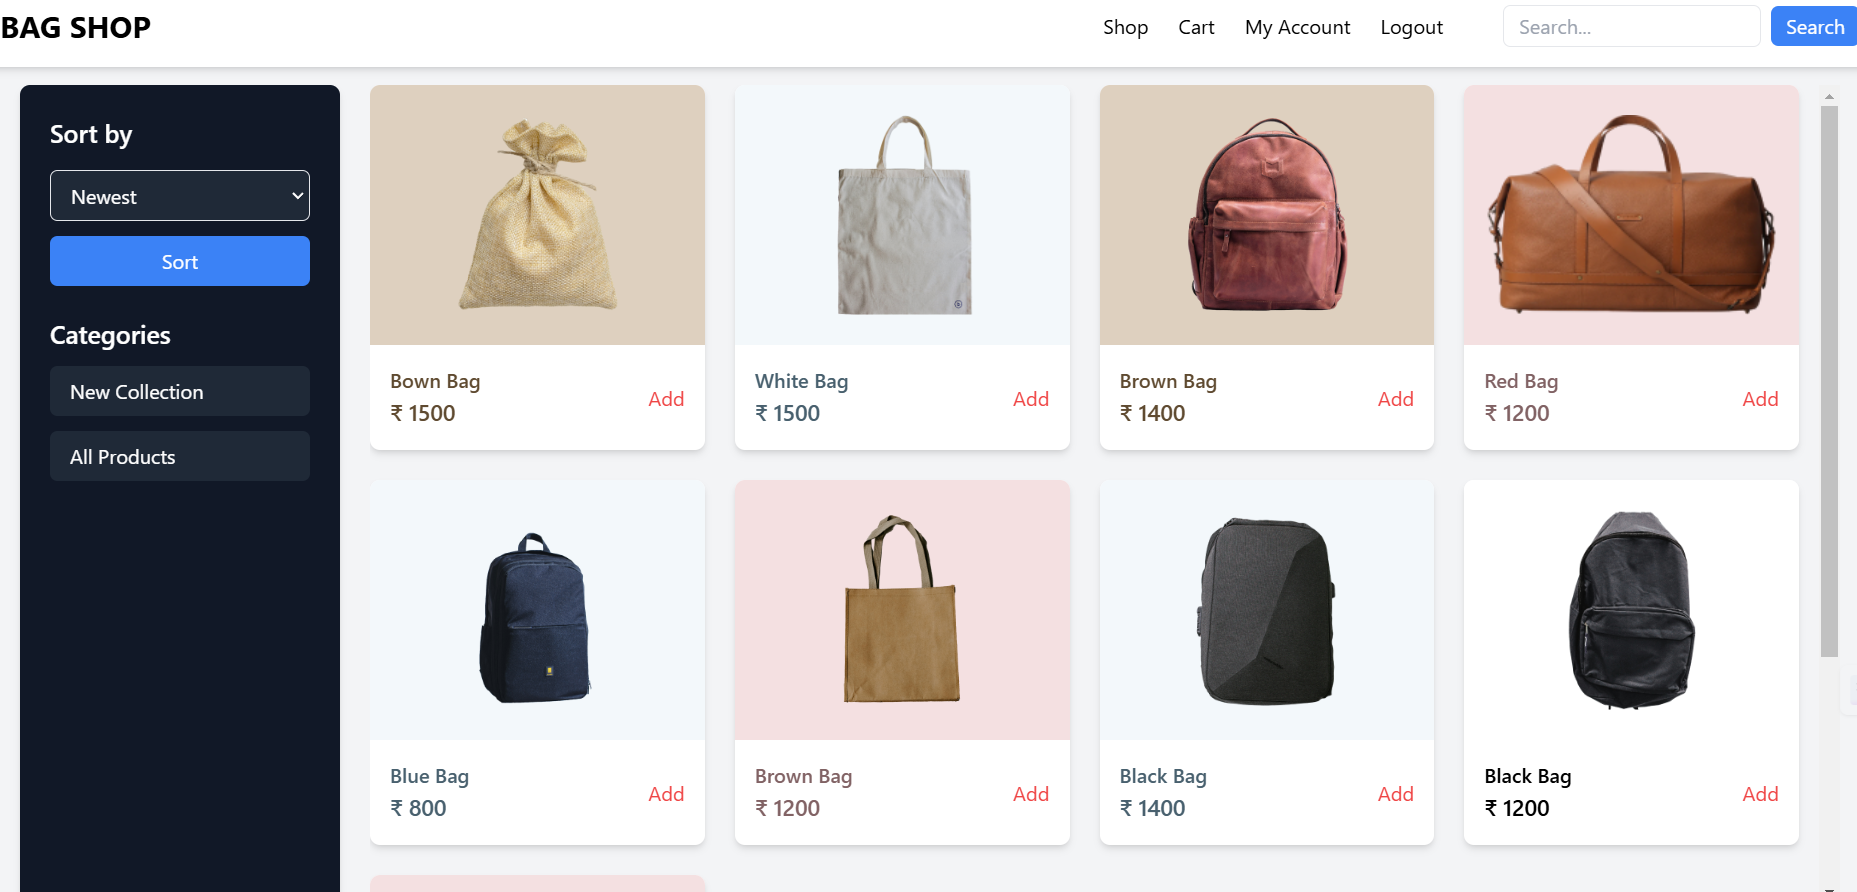 BAG SHOP
Shop
Cart
My Account
Logout
Search...
Search
Sort by
Newest
Sort
Categories
New Collection
All Products
Bown Bag
₹ 1500
Add
White Bag
₹ 1500
Add
Brown Bag
₹ 1400
Add
Red Bag
₹ 1200
Add
Blue Bag
₹ 800
Add
Brown Bag
₹ 1200
Add
Black Bag
₹ 1400
Add
Black Bag
₹ 1200
Add